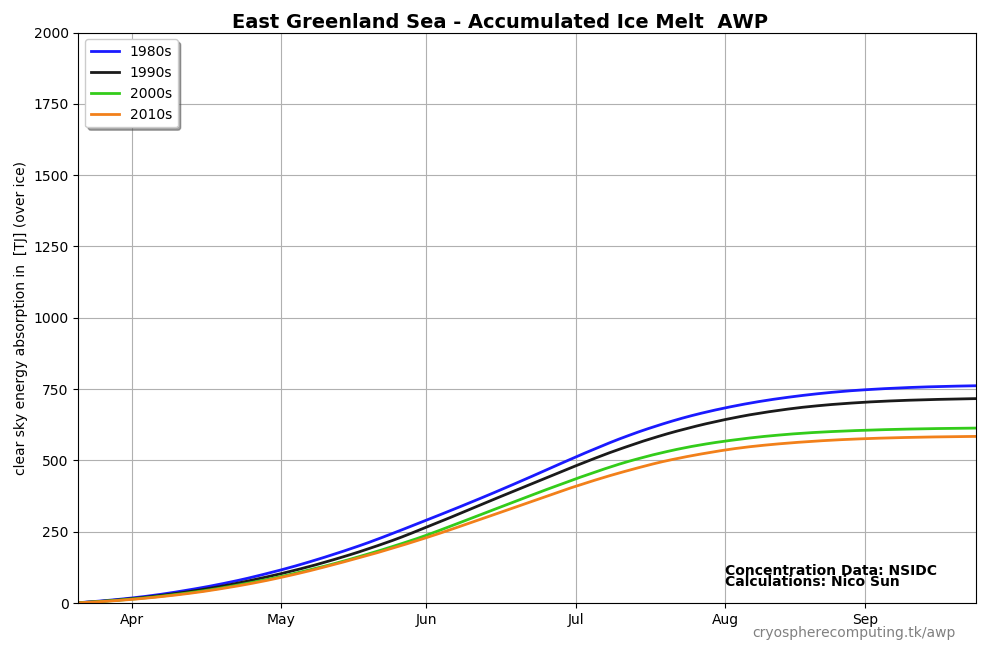 East Greenland Sea - Accumulated Ice Melt  AWP
2000
1750
1500
1250
1000
750
500
250
0
clear sky energy absorption in  [TJ] (over ice)
1980s
1990s
2000s
2010s
Concentration Data: NSIDC
Calculations: Nico Sun
Apr May Jun Jul Aug Sep
cryospherecomputing.tk/awp